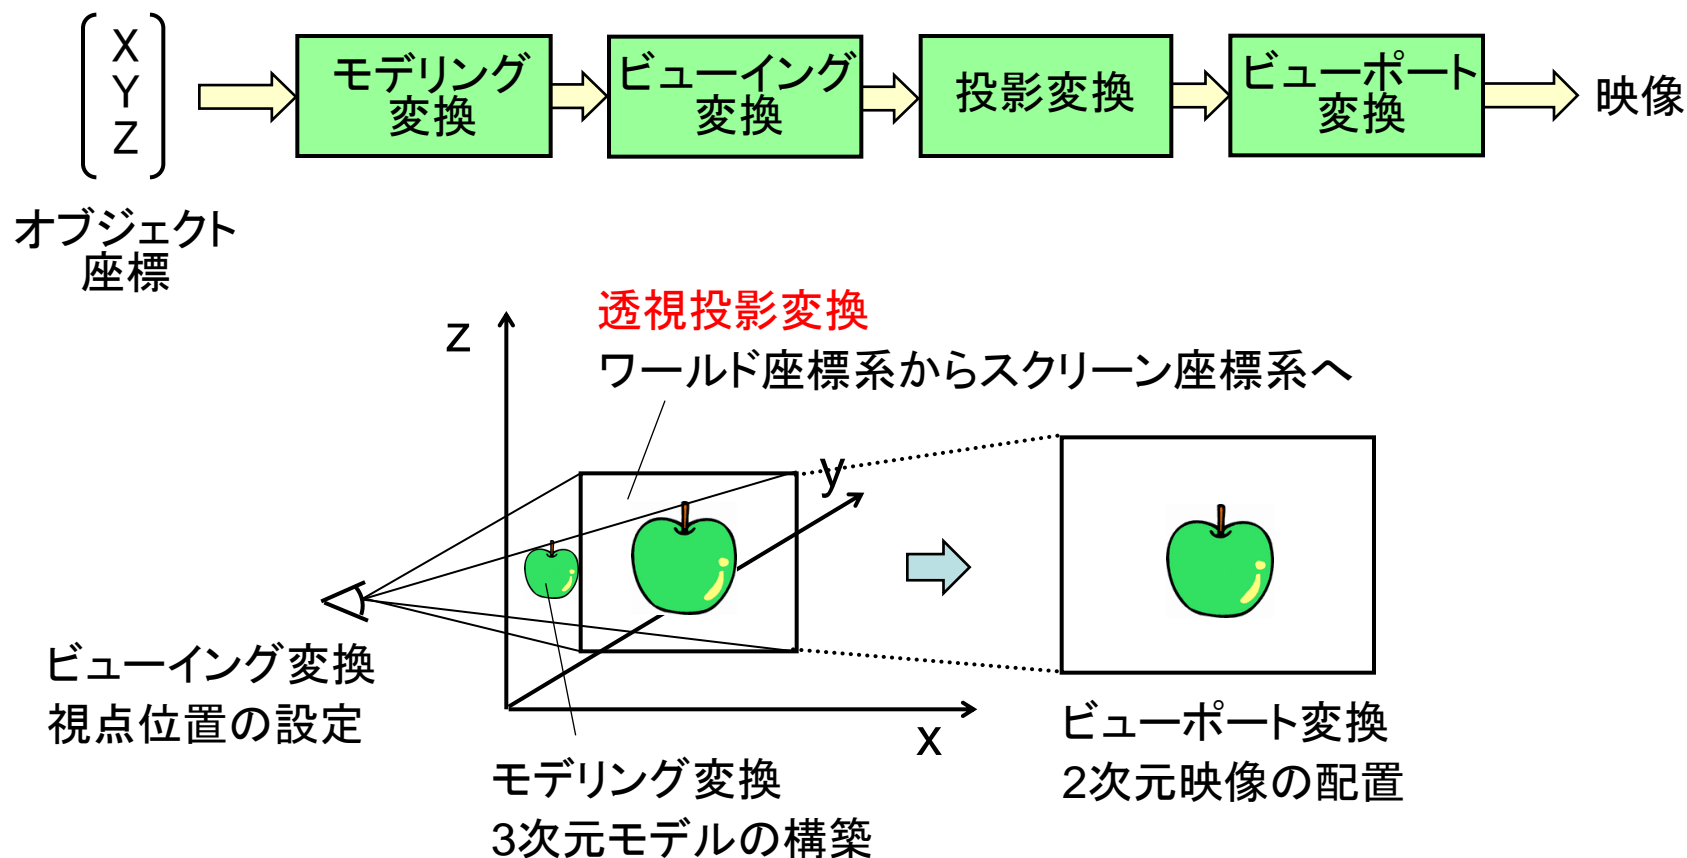 X
Y
Z
オブジェクト
座標
モデリング
変換
ビューイング
変換
投影変換
ビューポート
変換
映像
z
透視投影変換
ワールド座標系からスクリーン座標系へ
y
x
ビューイング変換
視点位置の設定
モデリング変換
3次元モデルの構築
ビューポート変換
2次元映像の配置